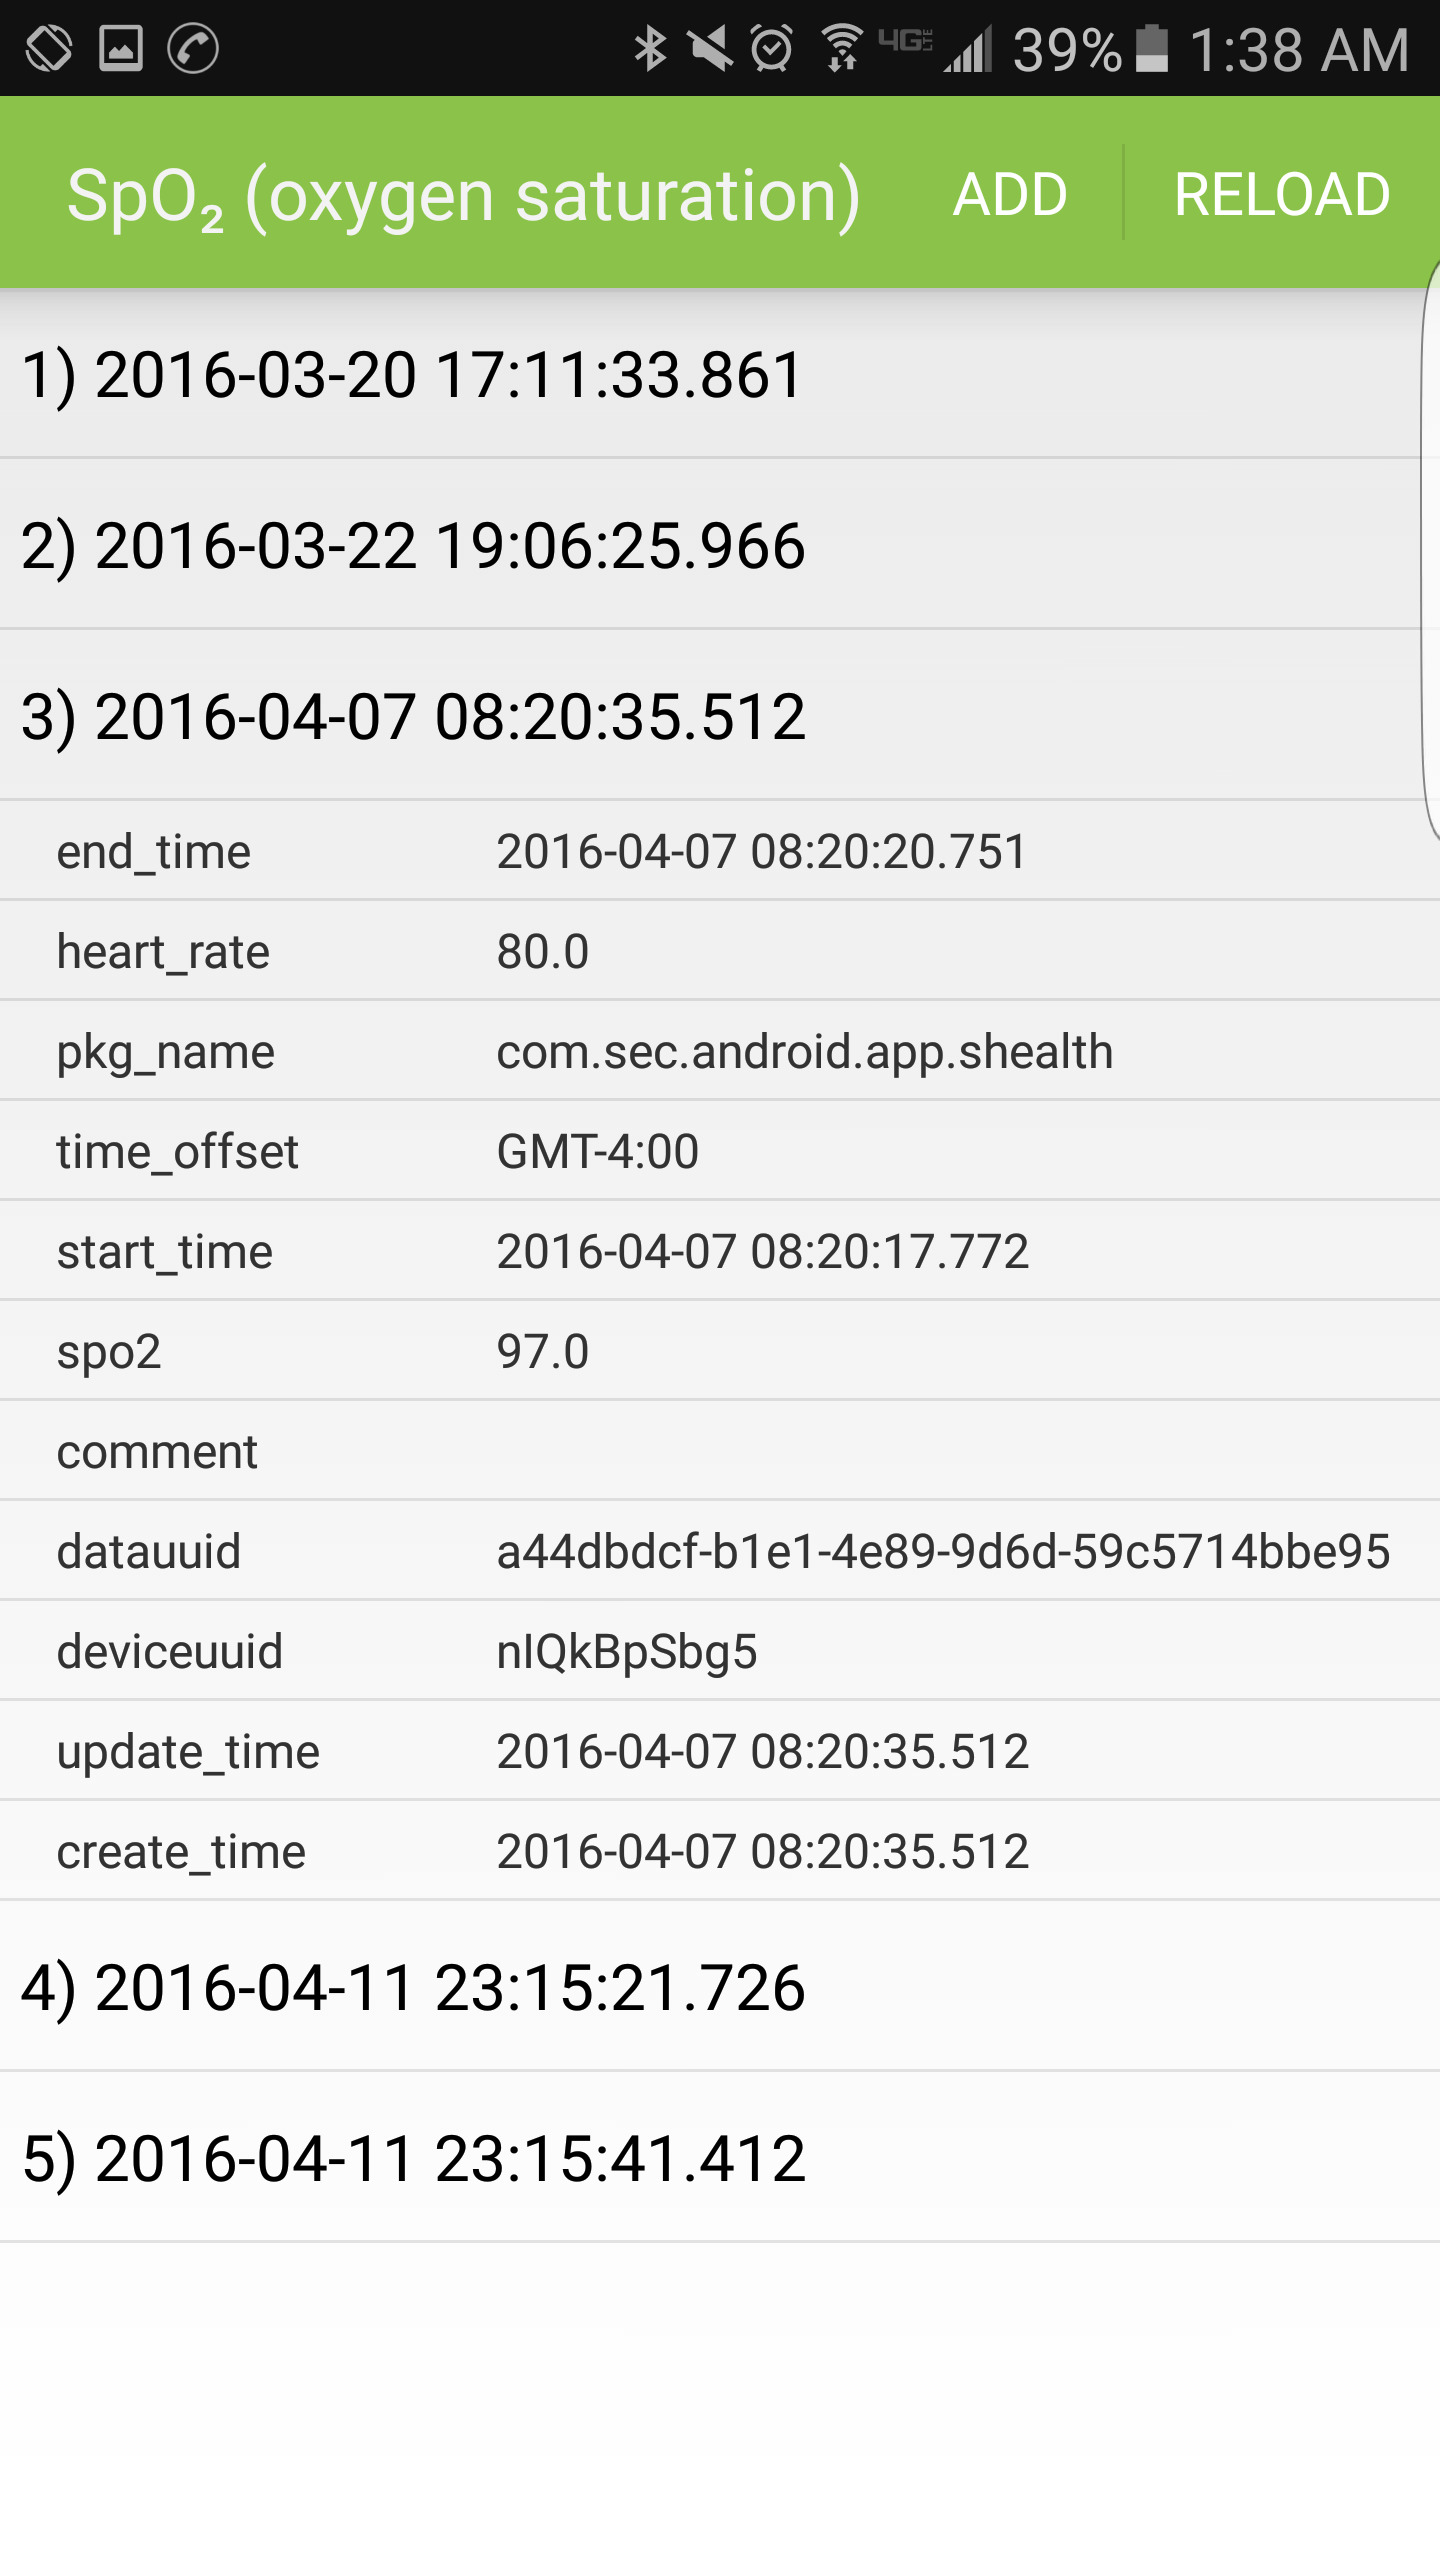 4G LTE 39% 1:38 AM
SpO₂ (oxygen saturation) ADD RELOAD
1) 2016-03-20 17:11:33.861
2) 2016-03-22 19:06:25.966
3) 2016-04-07 08:20:35.512
end_time 2016-04-07 08:20:20.751
heart_rate 80.0
pkg_name com.sec.android.app.shealth
time_offset GMT-4:00
start_time 2016-04-07 08:20:17.772
spo2 97.0
comment
datauuid a44dbdcf-b1e1-4e89-9d6d-59c5714bbe95
deviceuuid nIQkBpSbg5
update_time 2016-04-07 08:20:35.512
create_time 2016-04-07 08:20:35.512
4) 2016-04-11 23:15:21.726
5) 2016-04-11 23:15:41.412